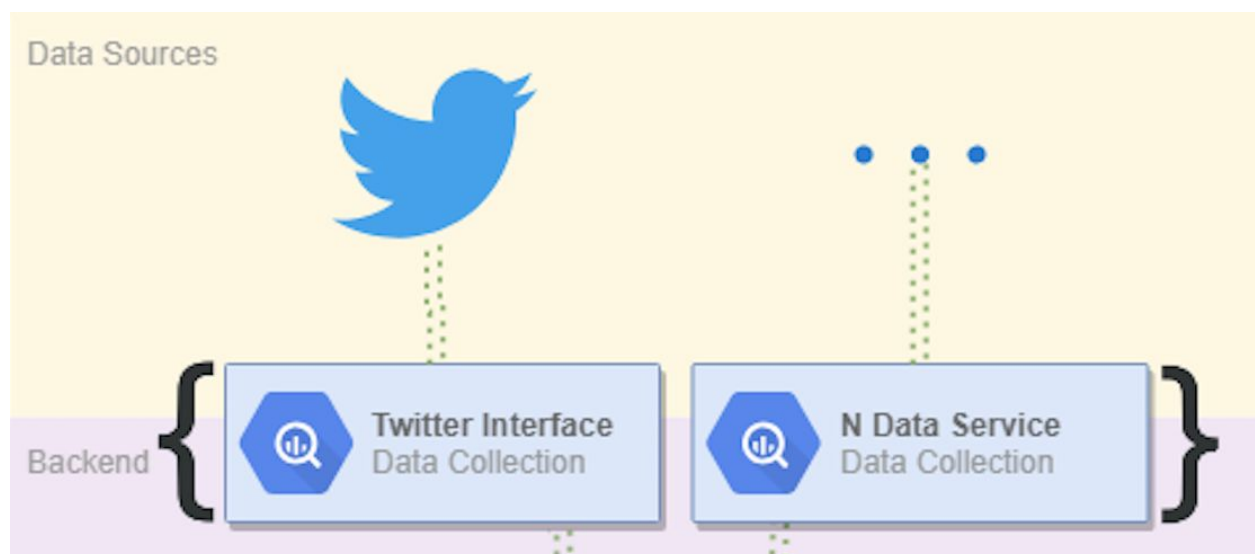 Data Sources
Twitter Interface
Data Collection
N Data Service
Data Collection
Backend